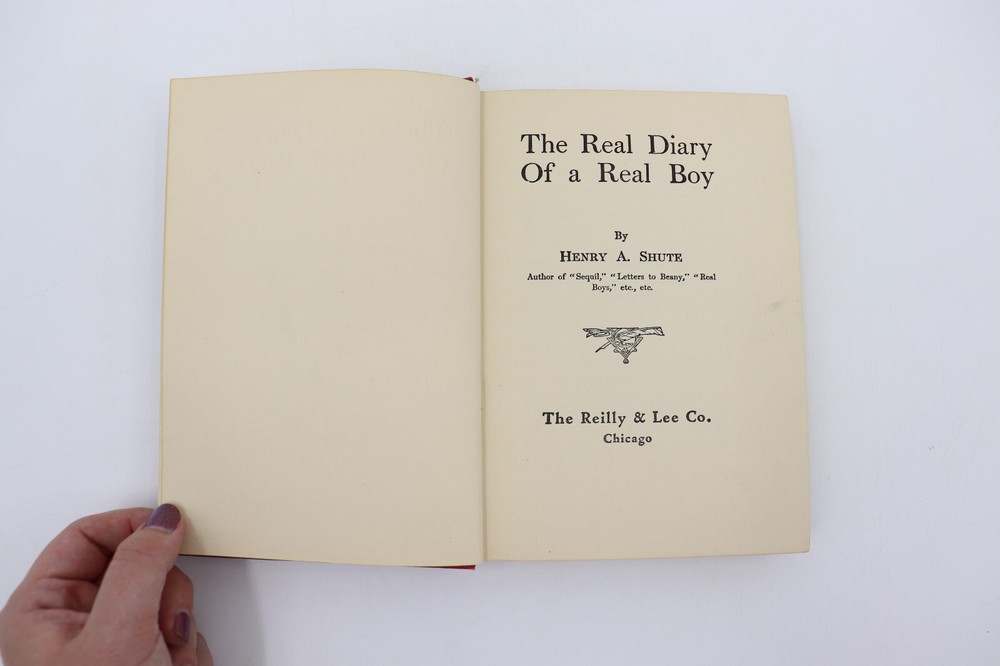 The Real Diary
Of a Real Boy
By
HENRY A. SHUTE
Author of "Sequil," "Letters to Beany," "Real
Boys," etc., etc.
The Reilly & Lee Co.
Chicago